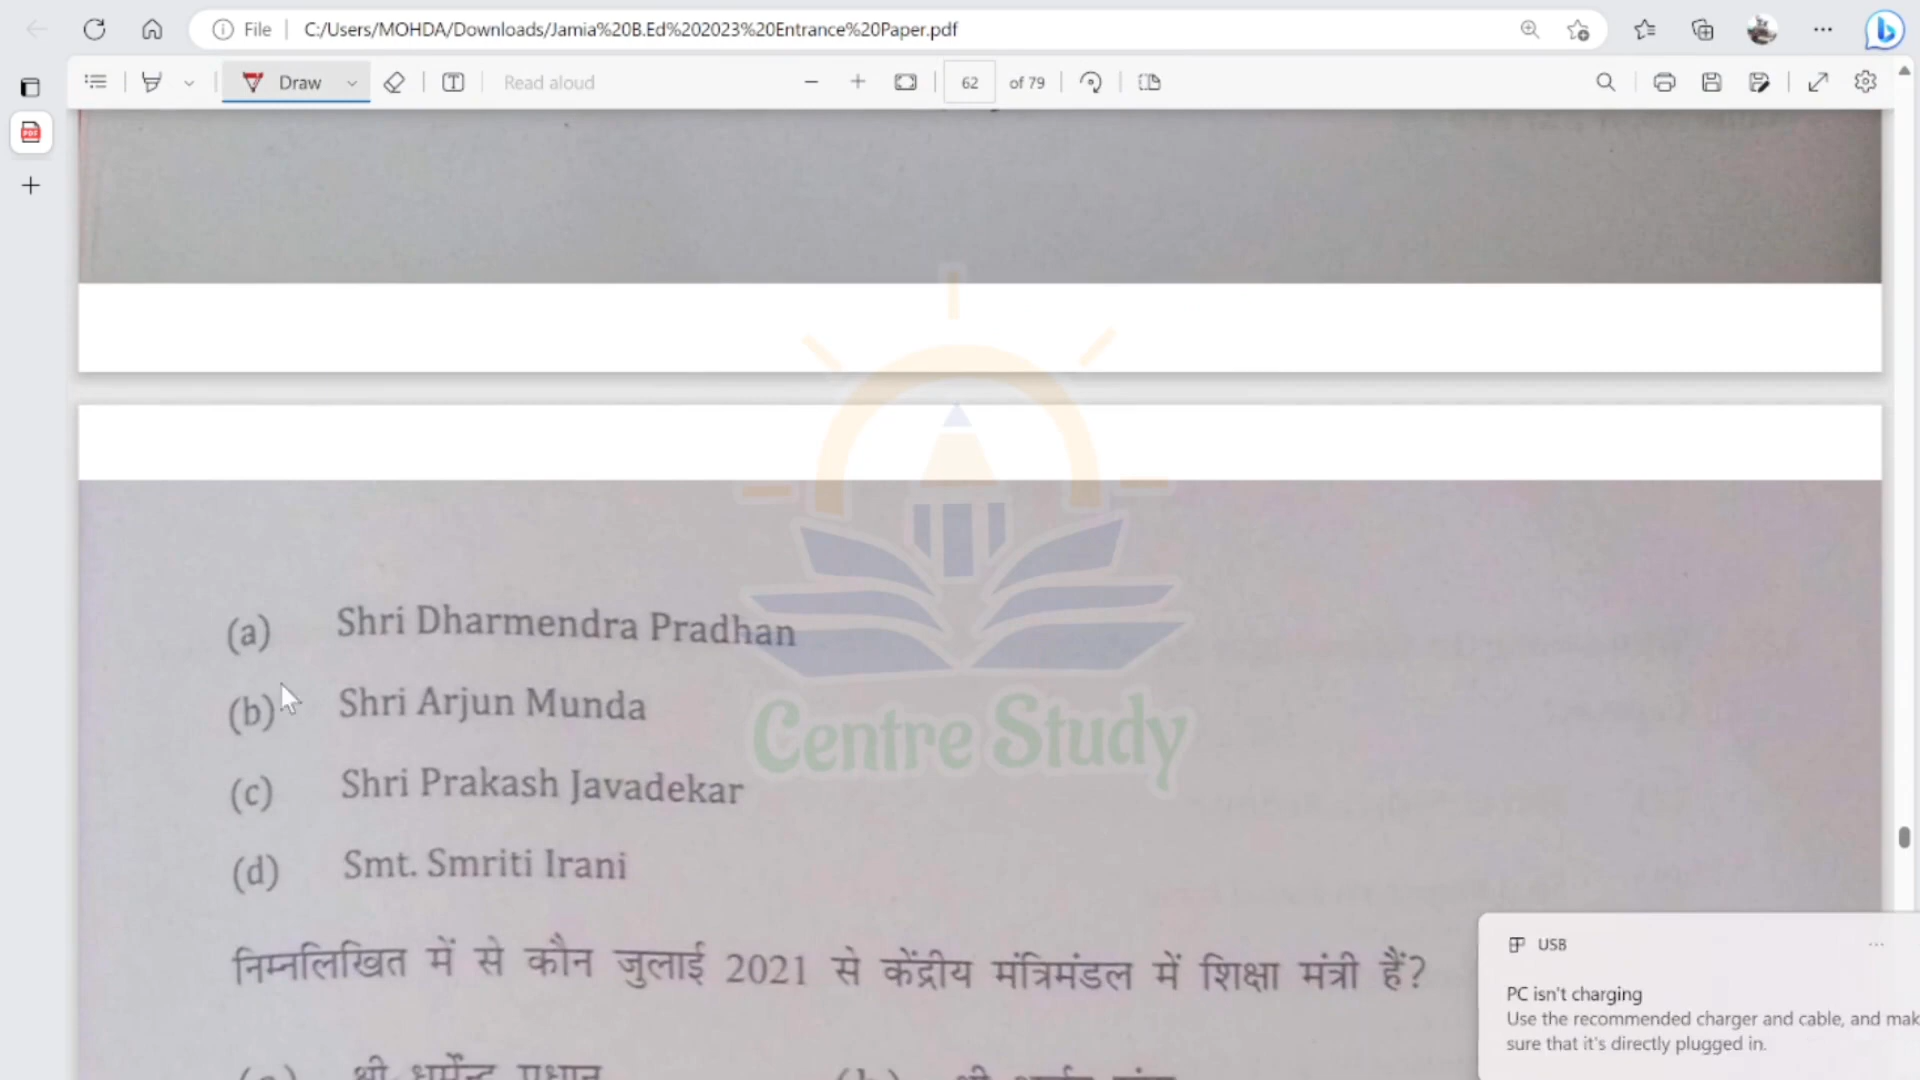 File
C:/Users/MOHDA/Downloads/Jamia%20B.Ed%202023%20Entrance%20Paper.pdf
Draw
Read aloud
62 of 79
(a) Shri Dharmendra Pradhan
(b) Shri Arjun Munda
(c) Shri Prakash Javadekar
(d) Smt. Smriti Irani
Centre Study
निम्नलिखित में से कौन जुलाई 2021 से केंद्रीय मंत्रिमंडल में शिक्षा मंत्री हैं?
श्री धर्मेन्द्र प्रधान
USB
PC isn't charging
Use the recommended charger and cable, and mak
sure that it's directly plugged in.